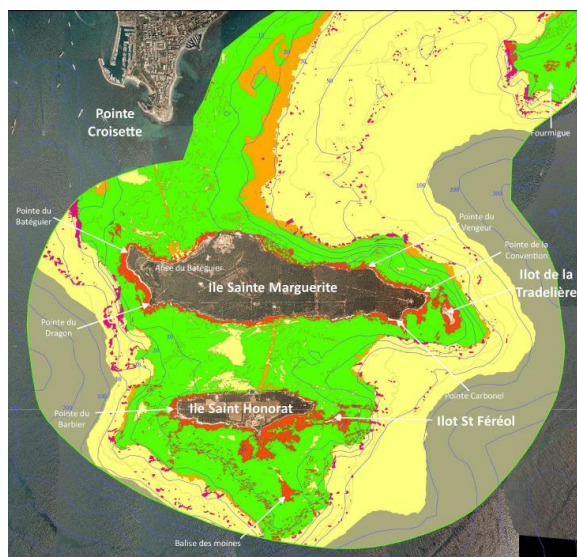 Pointe
Croisette
Fourmigue
Pointe du
Batéguier
Pointe du
Vengeur
Anse du Batéguier
Pointe de la
Convention
Ile Sainte Marguerite
Ilot de la
Tradelière
Pointe du
Dragon
Pointe Carbonel
Pointe du
Barbier
Ile Saint Honorat
Ilot St Féréol
Balise des moines